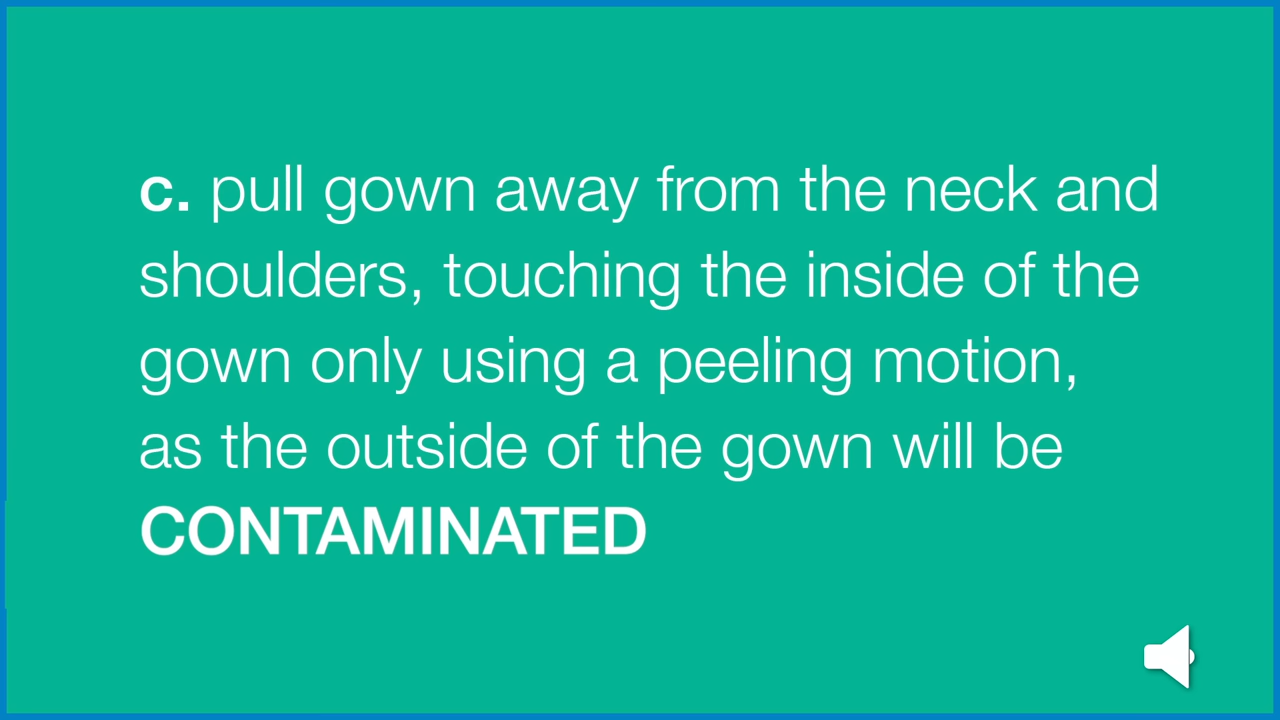 c. pull gown away from the neck and
shoulders, touching the inside of the
gown only using a peeling motion,
as the outside of the gown will be
CONTAMINATED